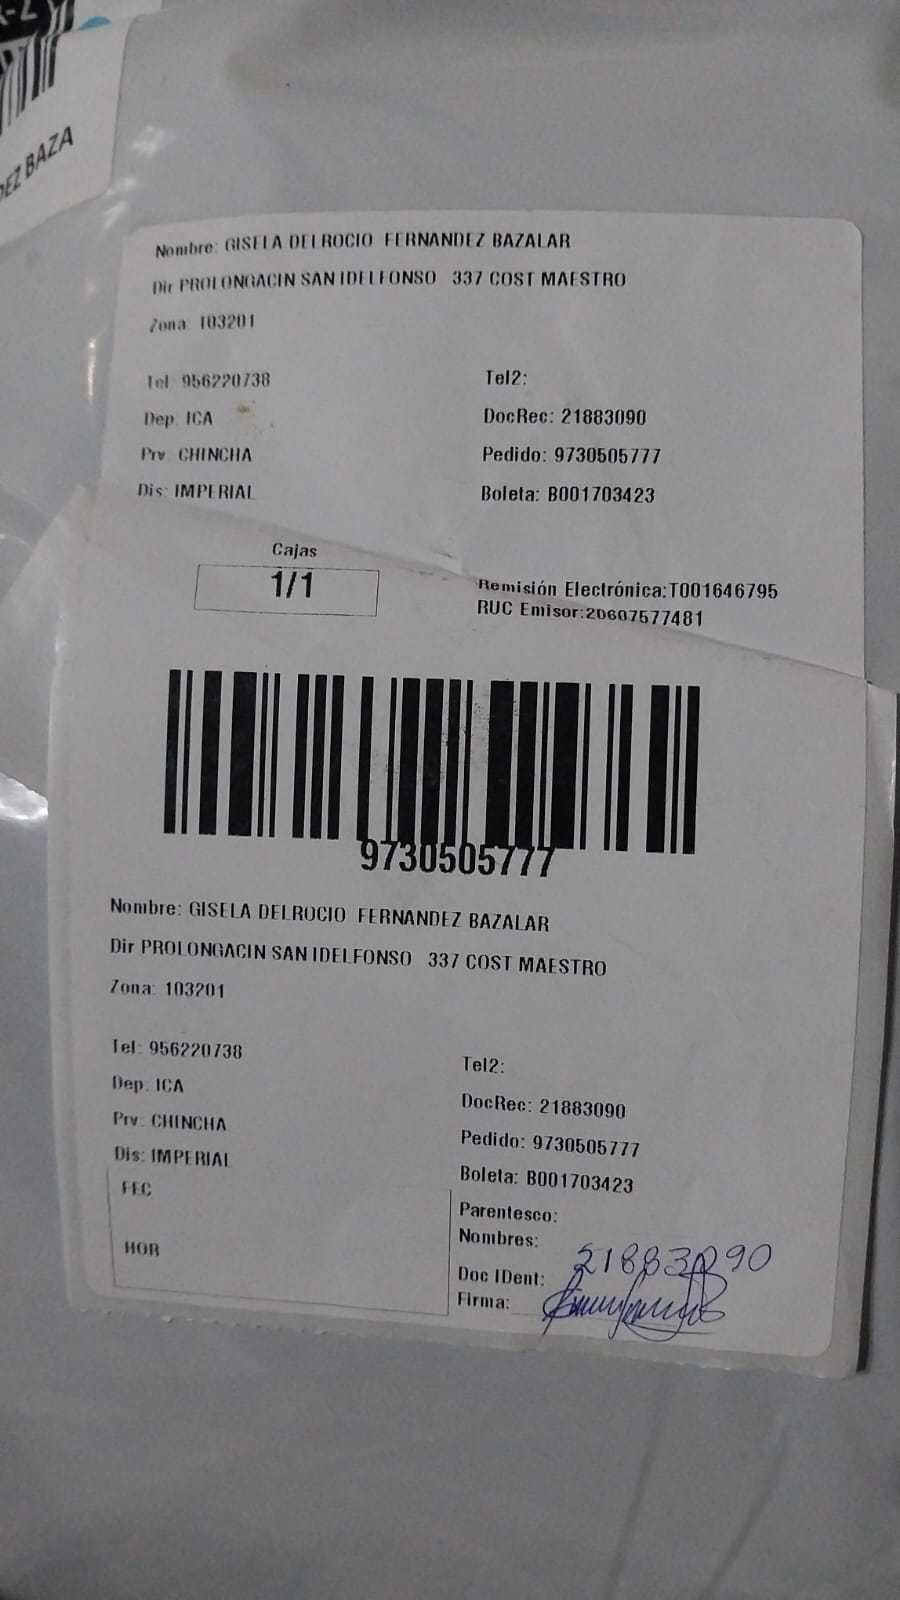 EZ BAZA
Nombre: GISELA DELROCIO FERNANDEZ BAZALAR
Dir PROLONGACIN SAN IDELFONSO 337 COST MAESTRO
Zona: 103201
Tel: 956220738 Tel2:
Dep. ICA DocRec: 21883090
Prv: CHINCHA Pedido: 9730505777
Dis: IMPERIAL Boleta: B001703423
Cajas
1/1
Remisión Electrónica:T001646795
RUC Emisor:20607577481
9730505777
Nombre: GISELA DELROCIO FERNANDEZ BAZALAR
Dir PROLONGACIN SAN IDELFONSO 337 COST MAESTRO
Zona: 103201
Tel: 956220738 Tel2:
Dep. ICA DocRec: 21883090
Prv: CHINCHA Pedido: 9730505777
Dis: IMPERIAL Boleta: B001703423
FEC Parentesco:
Nombres:
HOR Doc IDent: 21883090
Firma: